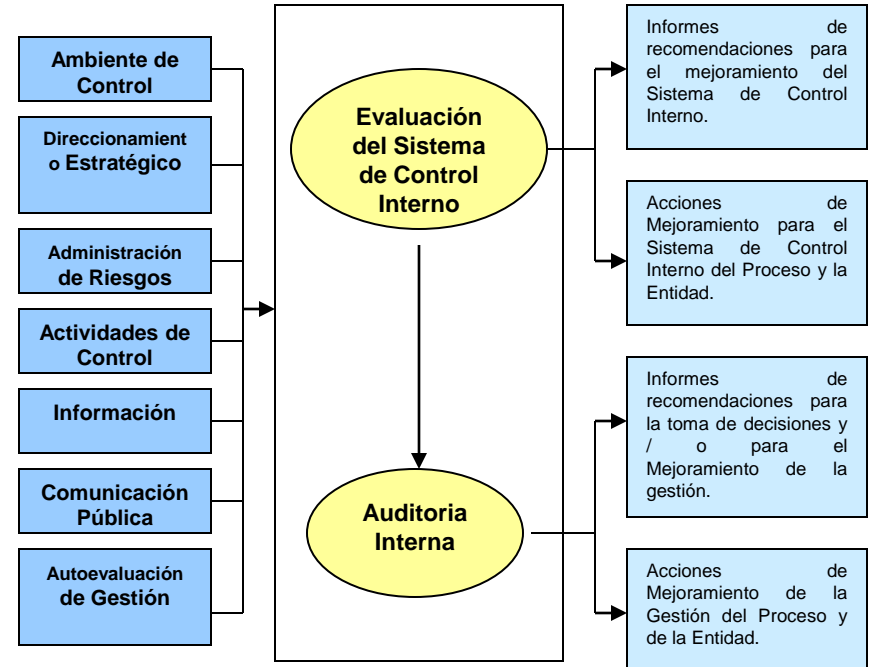 Ambiente de
Control
Direccionamient
o Estratégico
Administración
de Riesgos
Actividades de
Control
Información
Comunicación
Pública
Autoevaluación
de Gestión
Evaluación
del Sistema
de Control
Interno
Auditoria
Interna
Informes de
recomendaciones para
el mejoramiento del
Sistema de Control
Interno.
Acciones de
Mejoramiento para el
Sistema de Control
Interno del Proceso y la
Entidad.
Informes de
recomendaciones para
la toma de decisiones y
/ o para el
Mejoramiento de la
gestión.
Acciones de
Mejoramiento de la
Gestión del Proceso y
de la Entidad.